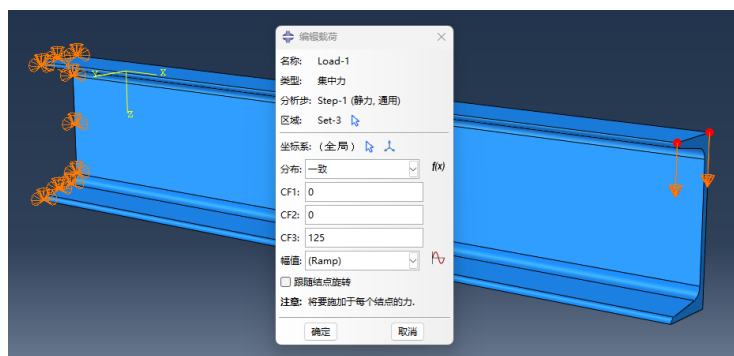 编辑载荷
名称: Load-1
类型: 集中力
分析步: Step-1 (静力, 通用)
区域: Set-3
坐标系: (全局)
分布: 一致 f(x)
CF1: 0
CF2: 0
CF3: 125
幅值: (Ramp)
跟随结点旋转
注意: 将要施加于每个结点的力.
确定 取消
Y X
Z